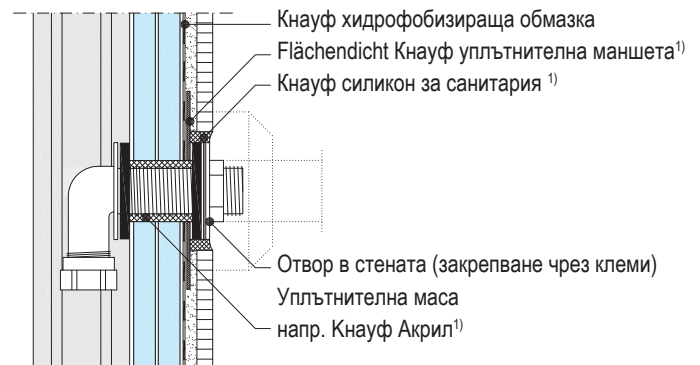 Кнауф хидрофобизираща обмазка
Flächendicht Кнауф уплътнителна маншета¹⁾
Кнауф силикон за санитария ¹⁾
Отвор в стената (закрепване чрез клеми)
Уплътнителна маса
напр. Кнауф Акрил¹⁾